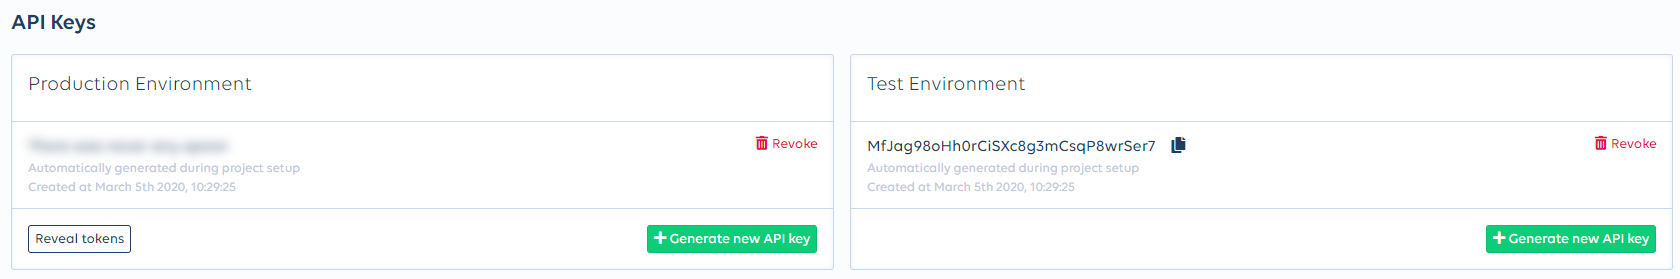 API Keys
Production Environment
Revoke
Automatically generated during project setup
Created at March 5th 2020, 10:29:25
Reveal tokens
Generate new API key
Test Environment
MfJag98oHh0rCiSXc8g3mCsqP8wrSer7
Revoke
Automatically generated during project setup
Created at March 5th 2020, 10:29:25
Generate new API key